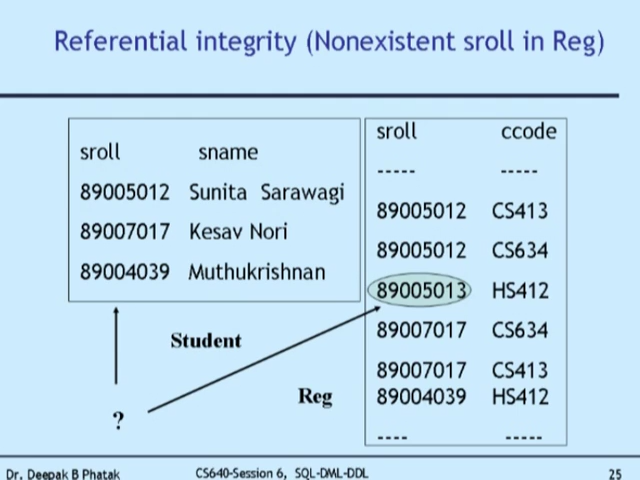 Referential integrity (Nonexistent sroll in Reg)
sroll sname
89005012 Sunita Sarawagi
89007017 Kesav Nori
89004039 Muthukrishnan
Student
?
sroll ccode
----- -----
89005012 CS413
89005012 CS634
89005013 HS412
89007017 CS634
89007017 CS413
89004039 HS412
---- -----
Reg
Dr. Deepak B Phatak CS640-Session 6, SQL-DML-DDL 25